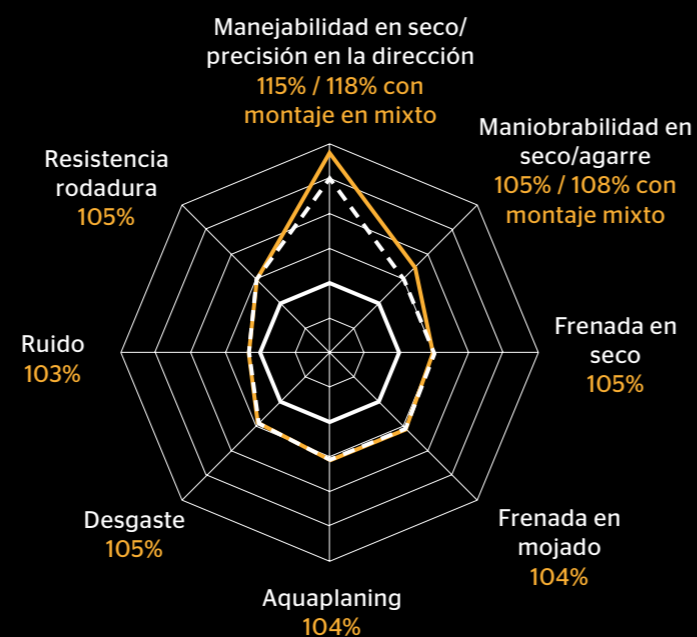 Manejabilidad en seco/
precisión en la dirección
115% / 118% con
montaje en mixto
Maniobrabilidad en
seco/agarre
105% / 108% con
montaje mixto
Resistencia
rodadura
105%
Frenada en
seco
105%
Ruido
103%
Frenada en
mojado
104%
Desgaste
105%
Aquaplaning
104%